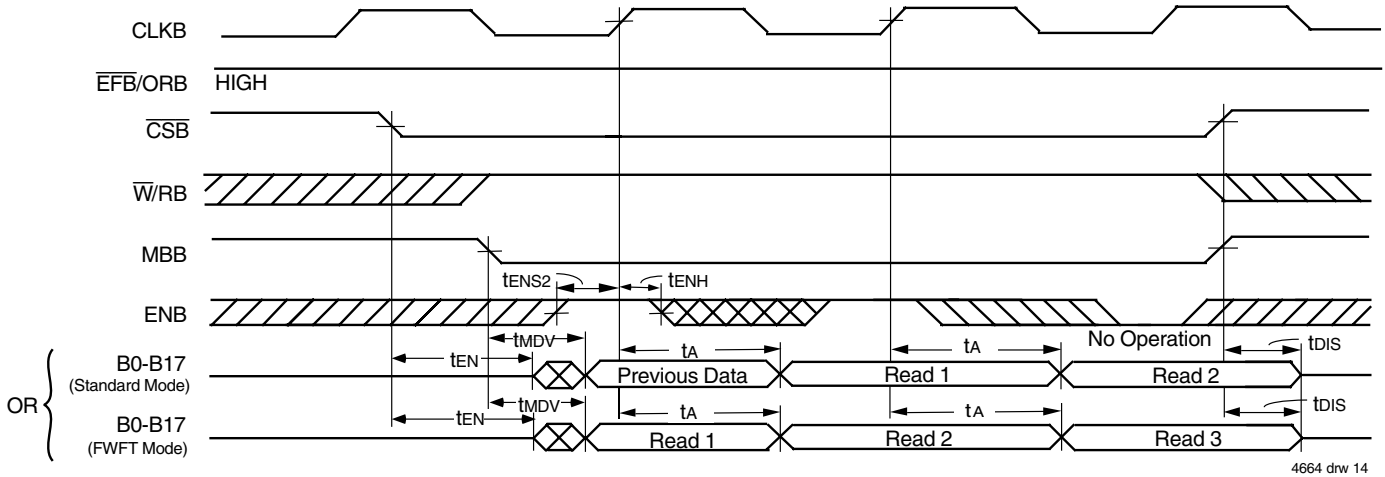 CLKB
EFB/ORB HIGH
CSB
W/RB
MBB
tENS2 tENH
ENB
No Operation
tMDV
tEN tA tA tDIS
B0-B17
(Standard Mode)
Previous Data Read 1 Read 2
OR
tMDV
tEN tA tA tDIS
B0-B17
(FWFT Mode)
Read 1 Read 2 Read 3
4664 drw 14